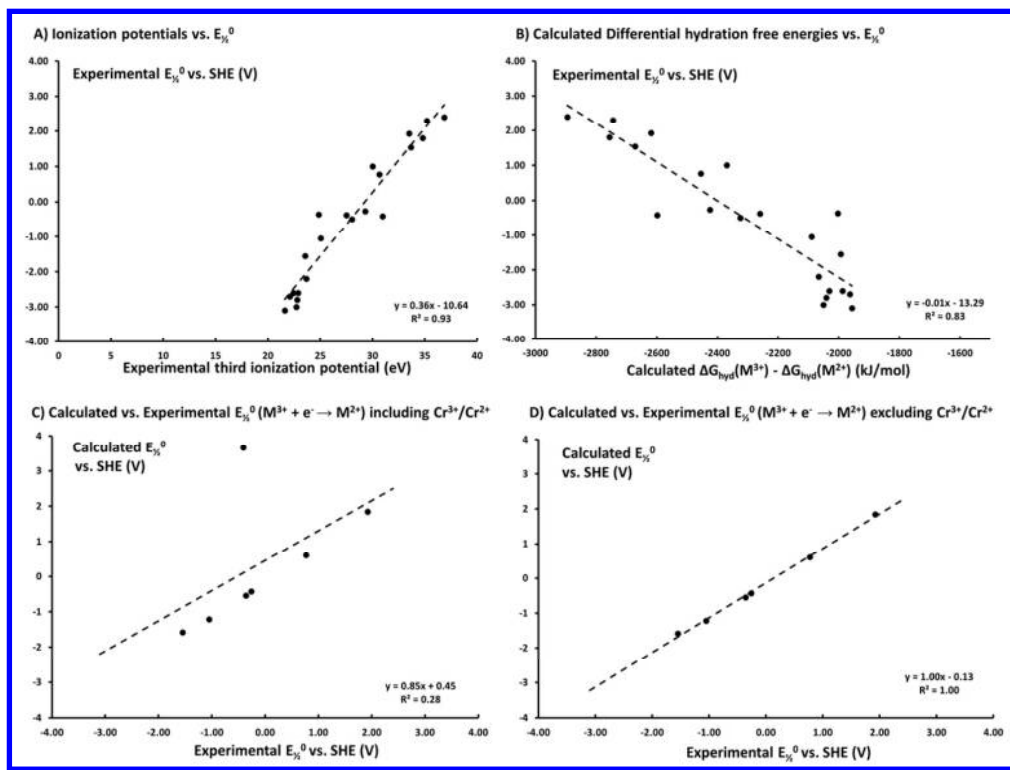 A) Ionization potentials vs. E½⁰
Experimental E½⁰ vs. SHE (V)
4.00
3.00
2.00
1.00
0.00
-1.00
-2.00
-3.00
-4.00
0 5 10 15 20 25 30 35 40
y = 0.36x - 10.64
R² = 0.93
Experimental third ionization potential (eV)
B) Calculated Differential hydration free energies vs. E½⁰
Experimental E½⁰ vs. SHE (V)
4.00
3.00
2.00
1.00
0.00
-1.00
-2.00
-3.00
-4.00
-3000 -2800 -2600 -2400 -2200 -2000 -1800 -1600
y = -0.01x - 13.29
R² = 0.83
Calculated ΔGhyd(M³⁺) - ΔGhyd(M²⁺) (kJ/mol)
C) Calculated vs. Experimental E½⁰ (M³⁺ + e⁻ → M²⁺) including Cr³⁺/Cr²⁺
Calculated E½⁰
vs. SHE (V)
4
3
2
1
0
-1
-2
-3
-4
-4.00 -3.00 -2.00 -1.00 0.00 1.00 2.00 3.00 4.00
y = 0.85x + 0.45
R² = 0.28
Experimental E½⁰ vs. SHE (V)
D) Calculated vs. Experimental E½⁰ (M³⁺ + e⁻ → M²⁺) excluding Cr³⁺/Cr²⁺
Calculated E½⁰
vs. SHE (V)
4
3
2
1
0
-1
-2
-3
-4
-4.00 -3.00 -2.00 -1.00 0.00 1.00 2.00 3.00 4.00
y = 1.00x - 0.13
R² = 1.00
Experimental E½⁰ vs. SHE (V)